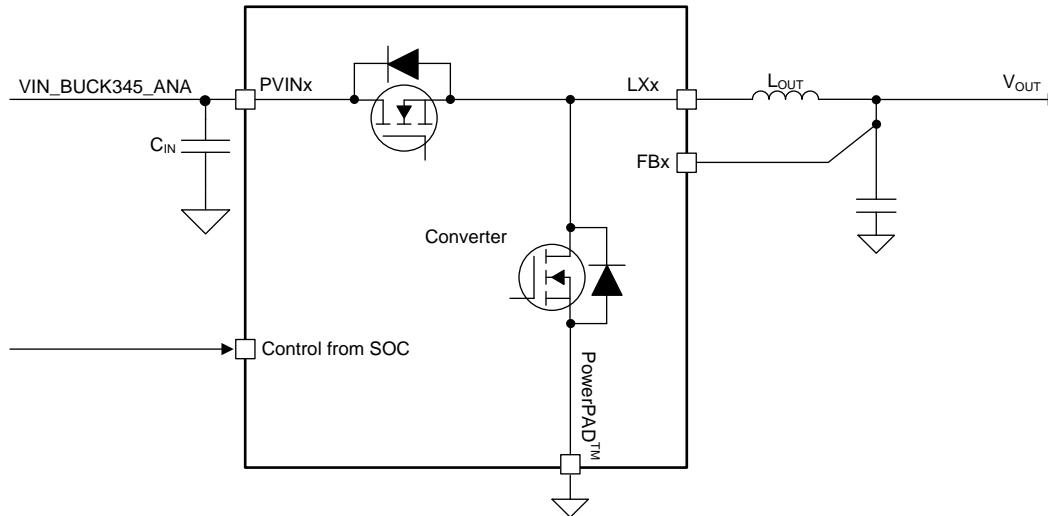 VIN_BUCK345_ANA
PVINx
LXx
LOUT
VOUT
CIN
FBx
Converter
Control from SOC
PowerPAD™